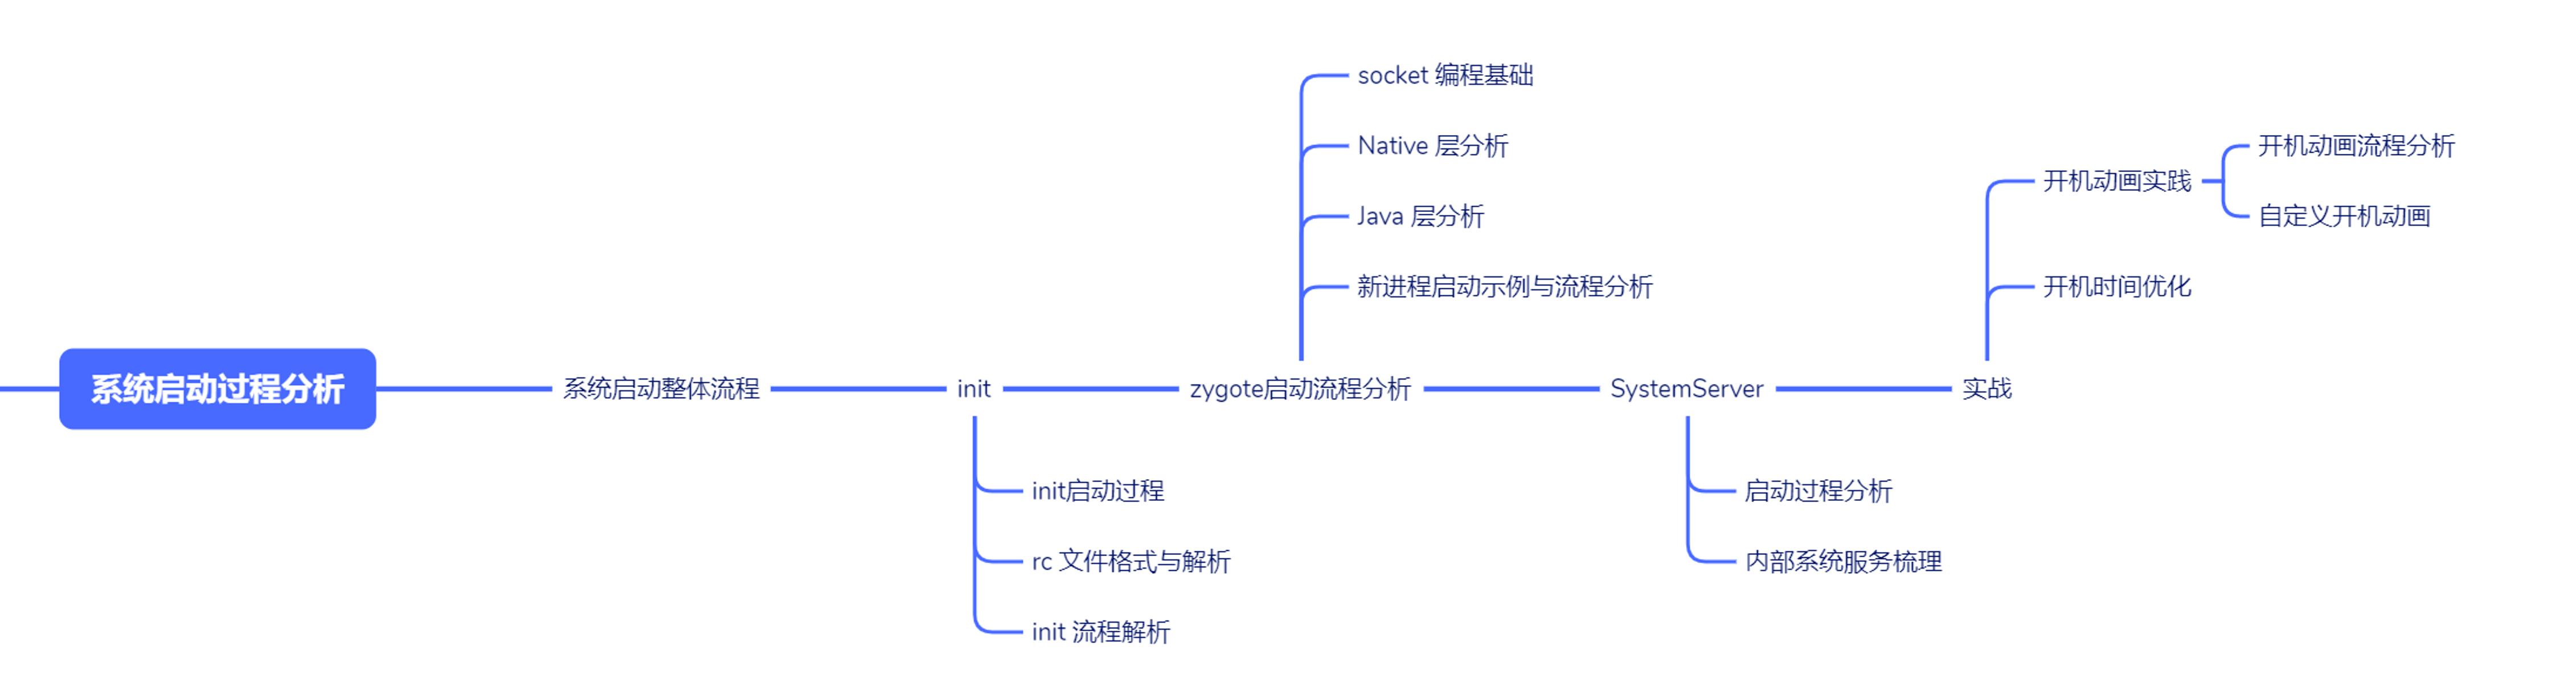 系统启动过程分析
系统启动整体流程
init
init启动过程
rc 文件格式与解析
init 流程解析
zygote启动流程分析
socket 编程基础
Native 层分析
Java 层分析
新进程启动示例与流程分析
SystemServer
启动过程分析
内部系统服务梳理
实战
开机动画实践
开机动画流程分析
自定义开机动画
开机时间优化